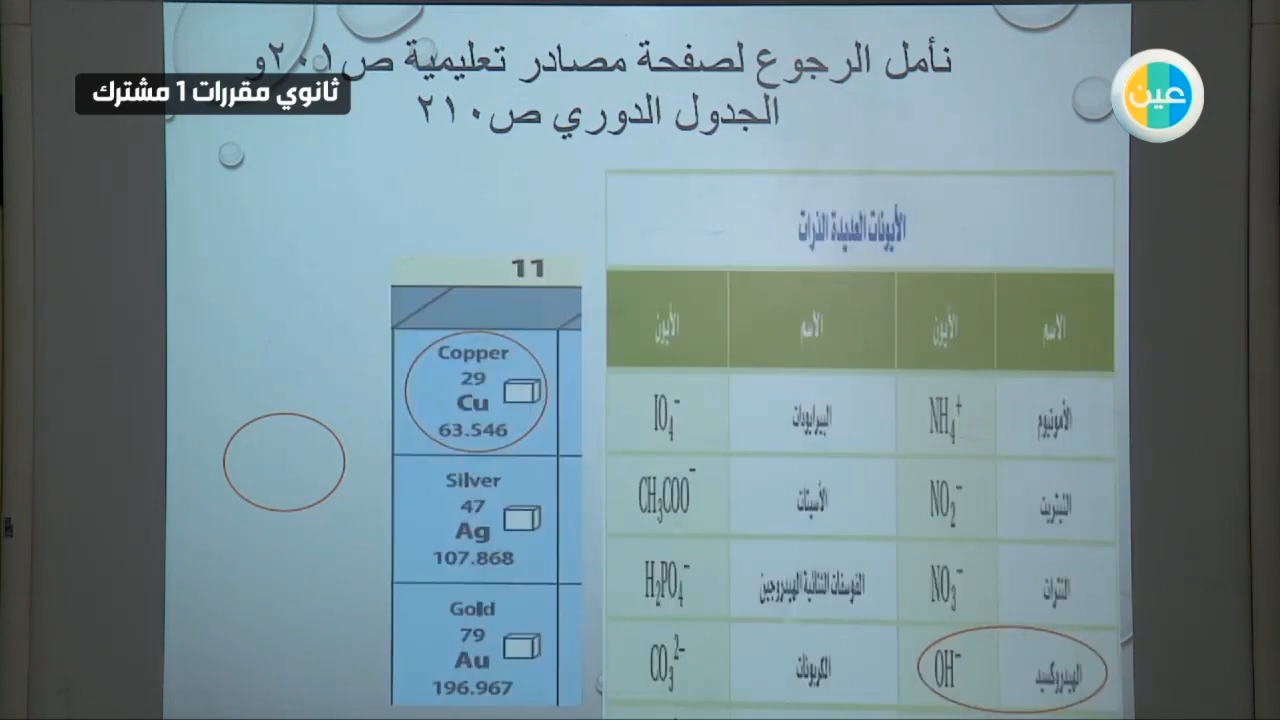 نأمل الرجوع لصفحة مصادر تعليمية ص٢٠١و
الجدول الدوري ص٢١٠
ثانوي مقررات 1 مشترك
عين
الأيونات العديدة الذرات
الاسم الأيون الاسم الأيون
الأمونيوم NH₄⁺ البيرايودات IO₄⁻
النيتريت NO₂⁻ الأسيتات CH₃COO⁻
النترات NO₃⁻ الفوسفات الثنائية الهيدروجين H₂PO₄⁻
الهيدروكسيد OH⁻ الكربونات CO₃²⁻
11
Copper
29
Cu
63.546
Silver
47
Ag
107.868
Gold
79
Au
196.967